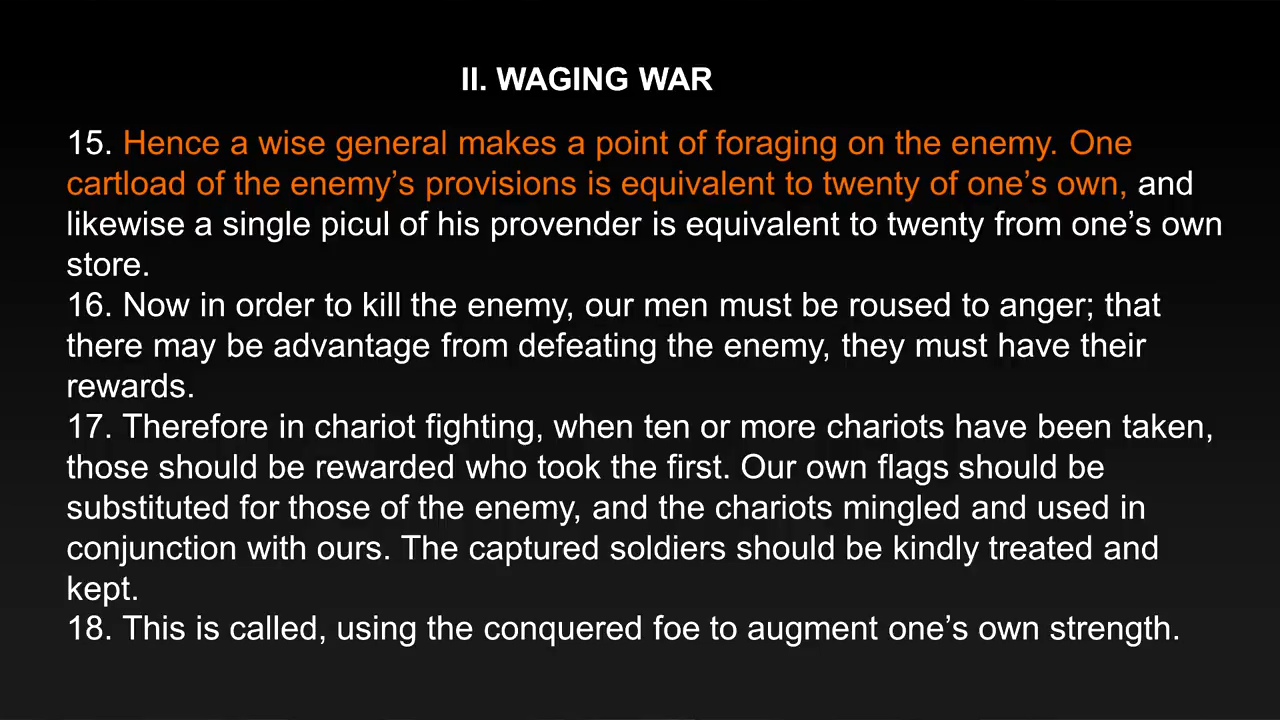 II. WAGING WAR
15. Hence a wise general makes a point of foraging on the enemy. One
cartload of the enemy’s provisions is equivalent to twenty of one’s own, and
likewise a single picul of his provender is equivalent to twenty from one’s own
store.
16. Now in order to kill the enemy, our men must be roused to anger; that
there may be advantage from defeating the enemy, they must have their
rewards.
17. Therefore in chariot fighting, when ten or more chariots have been taken,
those should be rewarded who took the first. Our own flags should be
substituted for those of the enemy, and the chariots mingled and used in
conjunction with ours. The captured soldiers should be kindly treated and
kept.
18. This is called, using the conquered foe to augment one’s own strength.